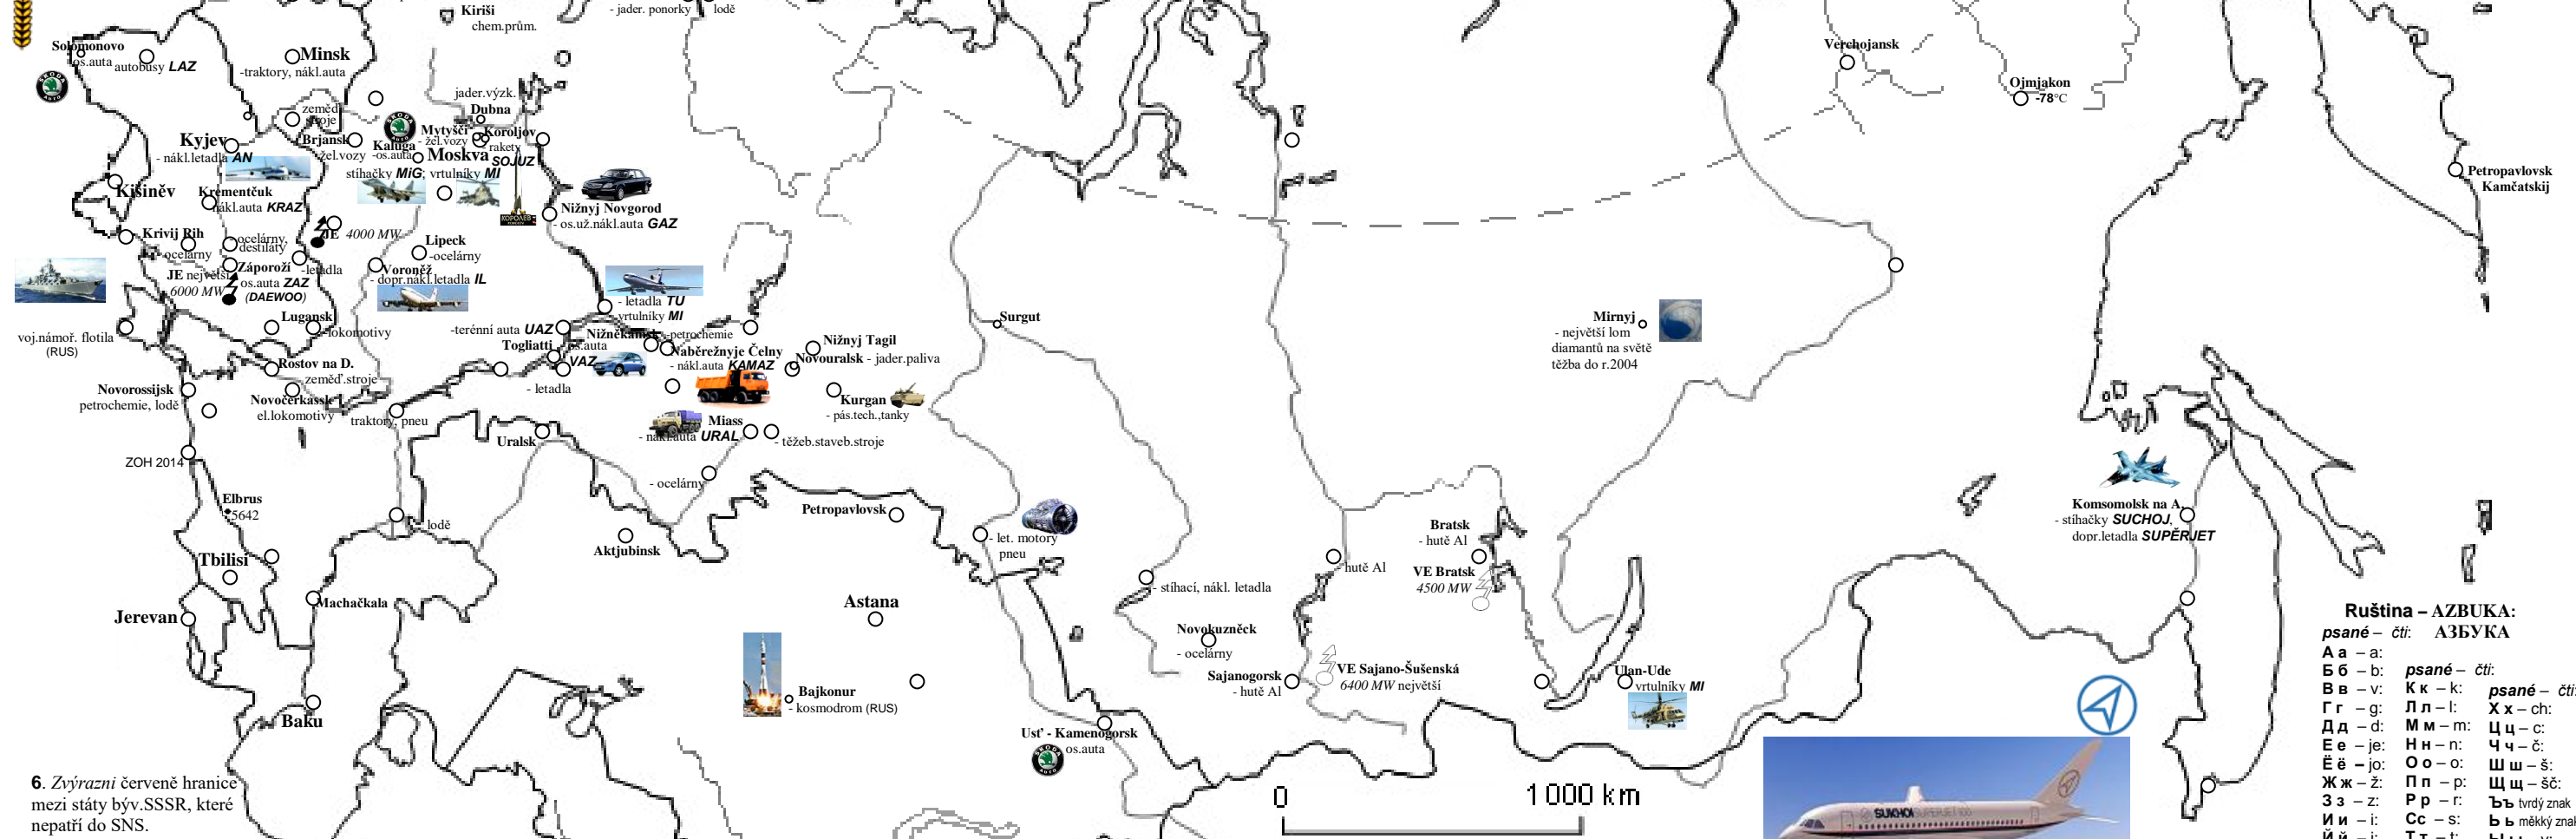 Kiriši
chem.prům.
- jader. ponorky
lodě
Solomonovo
os.auta
autobusy LAZ
Minsk
-traktory, nákl.auta
zeměd.
stroje
Kyjev
- nákl.letadla AN
Brjansk
-žel.vozy
Kaluga
-os.auta
jader.výzk.
Dubna
Mytyšči
- žel.vozy
Koroljov
rakety
SOJUZ
Moskva
stíhačky MiG; vrtulníky MI
КОРОЛЕВ
Kišiněv
Krementčuk
nákl.auta KRAZ
Nižnyj Novgorod
- os.už.nákl.auta GAZ
Krivij Rih
- ocelárny
ocelárny,
destiláty
JE 4000 MW
Lipeck
-ocelárny
JE největší
6000 MW
Záporoží
os.auta ZAZ
(DAEWOO)
-letadla
Voroněž
- dopr.nákl.letadla IL
- letadla TU
-vrtulníky MI
voj.námoř. flotila
(RUS)
Lugansk
-lokomotivy
-terénní auta UAZ
Togliatti
-os.auta
VAZ
- letadla
Nižněkamsk
-petrochemie
Naběrežnyje Čelny
- nákl.auta KAMAZ
Nižnyj Tagil
Novouralsk - jader.paliva
Kurgan
- pás.tech.,tanky
Rostov na D.
zeměď.stroje
Novorossijsk
petrochemie, lodě
Novočerkassk
el.lokomotivy
traktory, pneu
Miass
- nákl.auta URAL
- těžeb.staveb.stroje
Uralsk
- ocelárny
ZOH 2014
Elbrus
5642
- lodě
Tbilisi
Aktjubinsk
Petropavlovsk
- let. motory
pneu
Machačkala
Jerevan
Astana
Baku
Bajkonur
- kosmodrom (RUS)
Usť - Kamenogorsk
os.auta
ŠKODA
AUTO
Surgut
- stíhací, nákl. letadla
Novokuzněck
- ocelárny
Sajanogorsk
- hutě Al
VE Sajano-Šušenská
6400 MW největší
hutě Al
Bratsk
- hutě Al
VE Bratsk
4500 MW
Ulan-Ude
vrtulníky MI
Mirnyj
- největší lom
diamantů na světě
těžba do r.2004
Verchojansk
Ojmjakon
-78°C
Petropavlovsk
Kamčatskij
Komsomolsk na A.
- stíhačky SUCHOJ,
dopr.letadla SUPĚRJET
0 1000 km
SUKHOI SUPERJET 100
6. Zvýrazni červeně hranice
mezi státy býv.SSSR, které
nepatří do SNS.
Ruština – AZBUKA:
psané – čti: АЗБУКА
А а – a:
Б б – b:
В в – v:
Г г – g:
Д д – d:
Е е – je:
Ё ё – jo:
Ж ж – ž:
З з – z:
И и – i:
Й й – j:
psané – čti:
К к – k:
Л л – l:
М м – m:
Н н – n:
О о – o:
П п – p:
Р р – r:
Сс – s:
Т т – t:
psané – čti:
Х х – ch:
Ц ц – c:
Ч ч – č:
Ш ш – š:
Щ щ – šč:
Ъ ъ tvrdý znak
Ь ь měkký znak